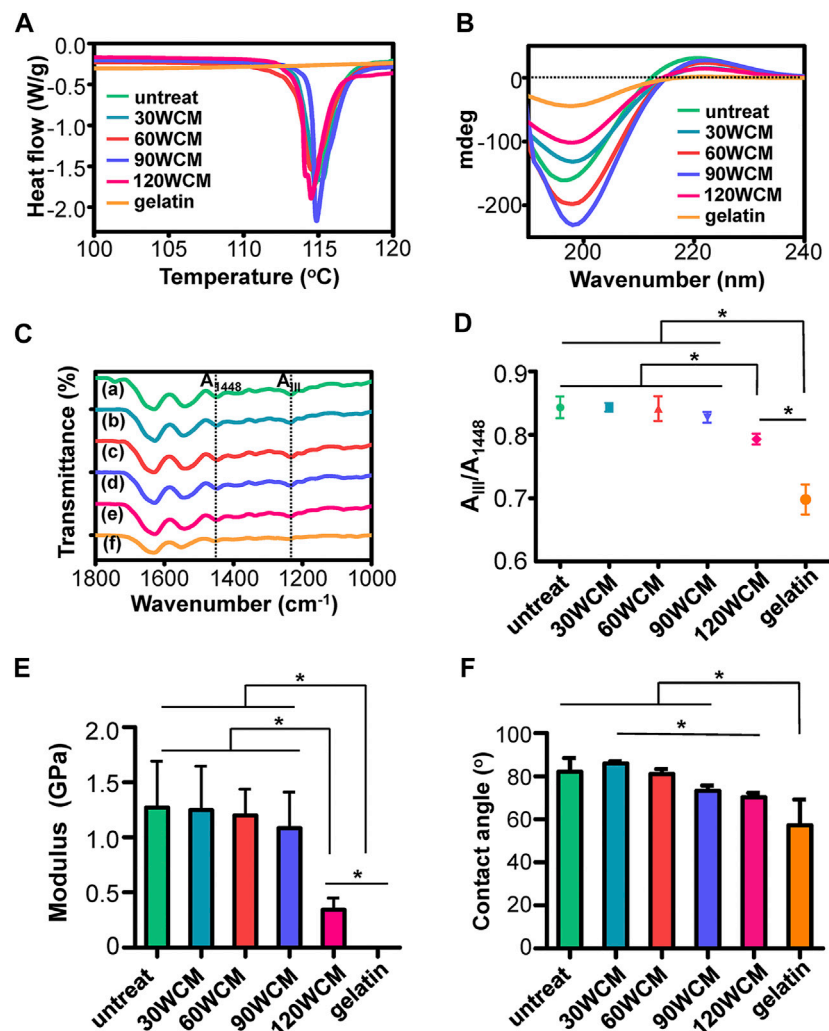 A
Heat flow (W/g)
0.0
-0.5
-1.0
-1.5
-2.0
untreat
30WCM
60WCM
90WCM
120WCM
gelatin
100 105 110 115 120
Temperature (°C)
B
mdeg
0
-100
-200
untreat
30WCM
60WCM
90WCM
120WCM
gelatin
200 220 240
Wavenumber (nm)
C
Transmittance (%)
A1448 AIII
(a)
(b)
(c)
(d)
(e)
(f)
1800 1600 1400 1200 1000
Wavenumber (cm-1)
D
AIII/A1448
*
*
*
0.9
0.8
0.7
0.6
untreat 30WCM 60WCM 90WCM 120WCM gelatin
E
Modulus (GPa)
*
*
*
2.0
1.5
1.0
0.5
0
untreat 30WCM 60WCM 90WCM 120WCM gelatin
F
Contact angle (°)
*
*
100
80
60
40
20
0
untreat 30WCM 60WCM 90WCM 120WCM gelatin